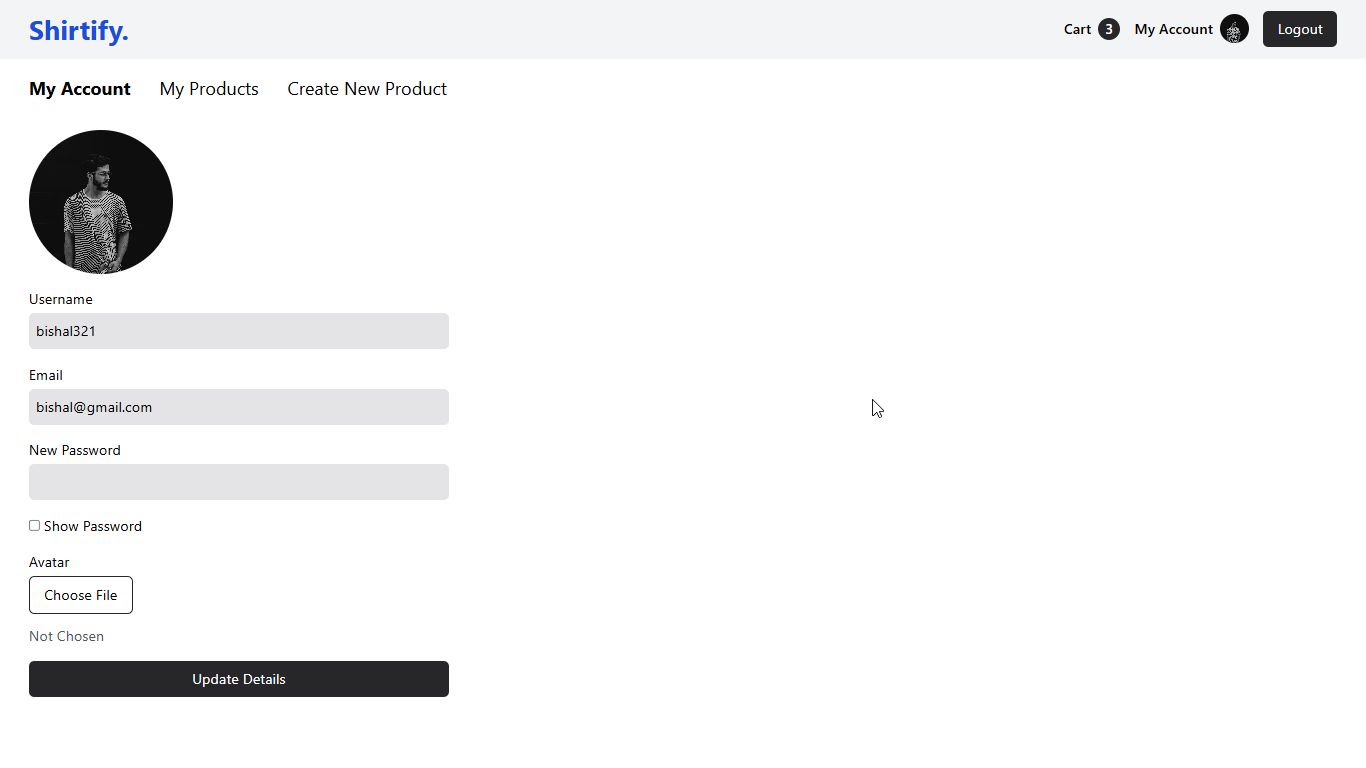 Shirtify.
Cart 3 My Account Logout
My Account My Products Create New Product
Username
bishal321
Email
bishal@gmail.com
New Password
Show Password
Avatar
Choose File
Not Chosen
Update Details